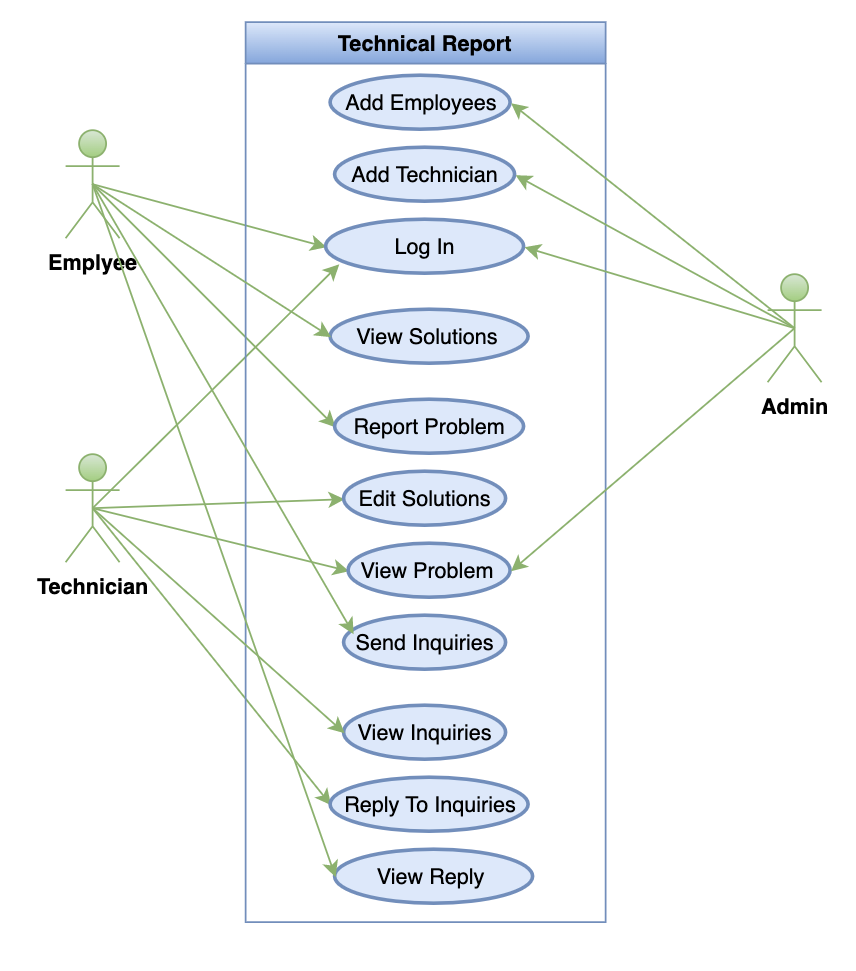 Technical Report
Add Employees
Add Technician
Log In
View Solutions
Report Problem
Edit Solutions
View Problem
Send Inquiries
View Inquiries
Reply To Inquiries
View Reply
Emplyee
Technician
Admin